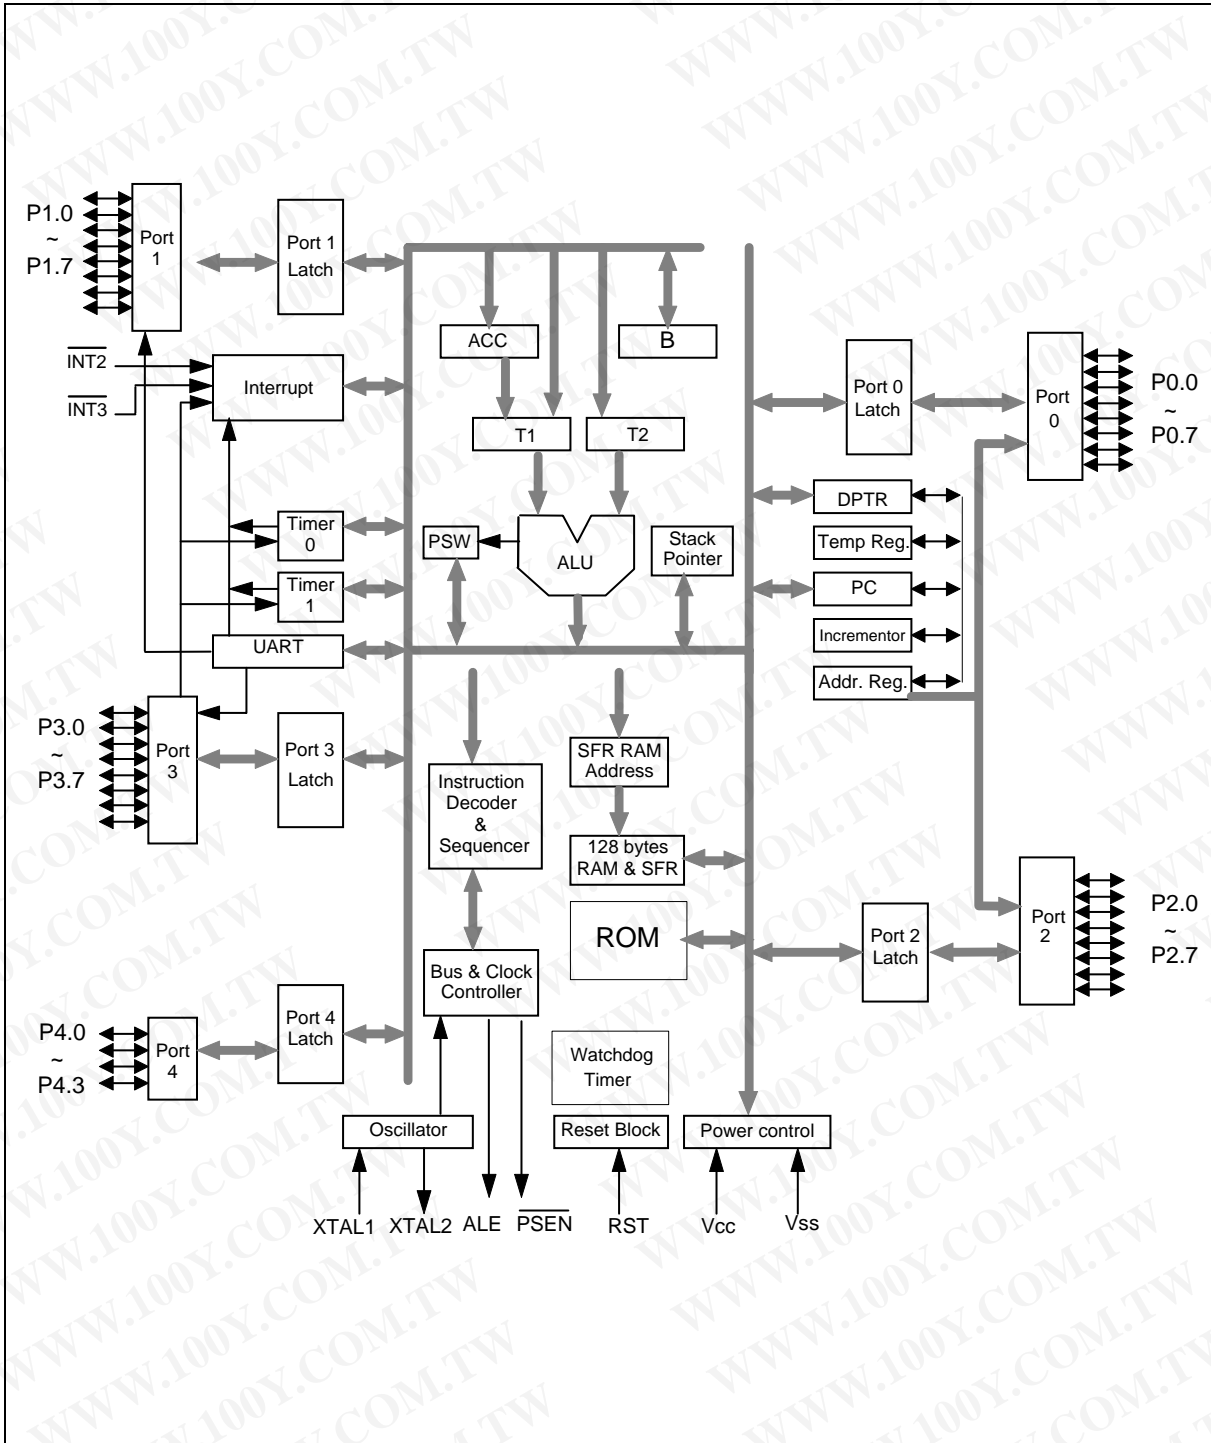 P1.0
~
P1.7
Port
1
Port 1
Latch
INT2
INT3
Interrupt
ACC
B
T1
T2
Port 0
Latch
Port
0
P0.0
~
P0.7
Timer
0
Timer
1
UART
PSW
ALU
Stack
Pointer
DPTR
Temp Reg.
PC
Incrementor
Addr. Reg.
P3.0
~
P3.7
Port
3
Port 3
Latch
Instruction
Decoder
&
Sequencer
SFR RAM
Address
128 bytes
RAM & SFR
ROM
Port 2
Latch
Port
2
P2.0
~
P2.7
Bus & Clock
Controller
P4.0
~
P4.3
Port
4
Port 4
Latch
Watchdog
Timer
Oscillator
Reset Block
Power control
XTAL1
XTAL2
ALE
PSEN
RST
Vcc
Vss
WWW.100Y.COM.TW